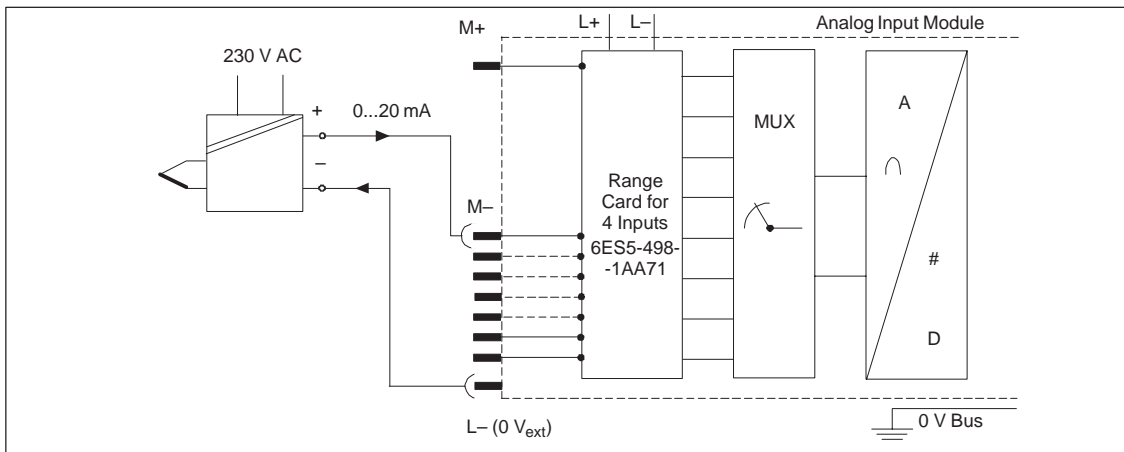 L+ L–
Analog Input Module
M+
230 V AC
+
0...20 mA
–
M–
Range
Card for
4 Inputs
6ES5-498-
-1AA71
MUX
A
∩
#
D
L– (0 Vext)
0 V Bus